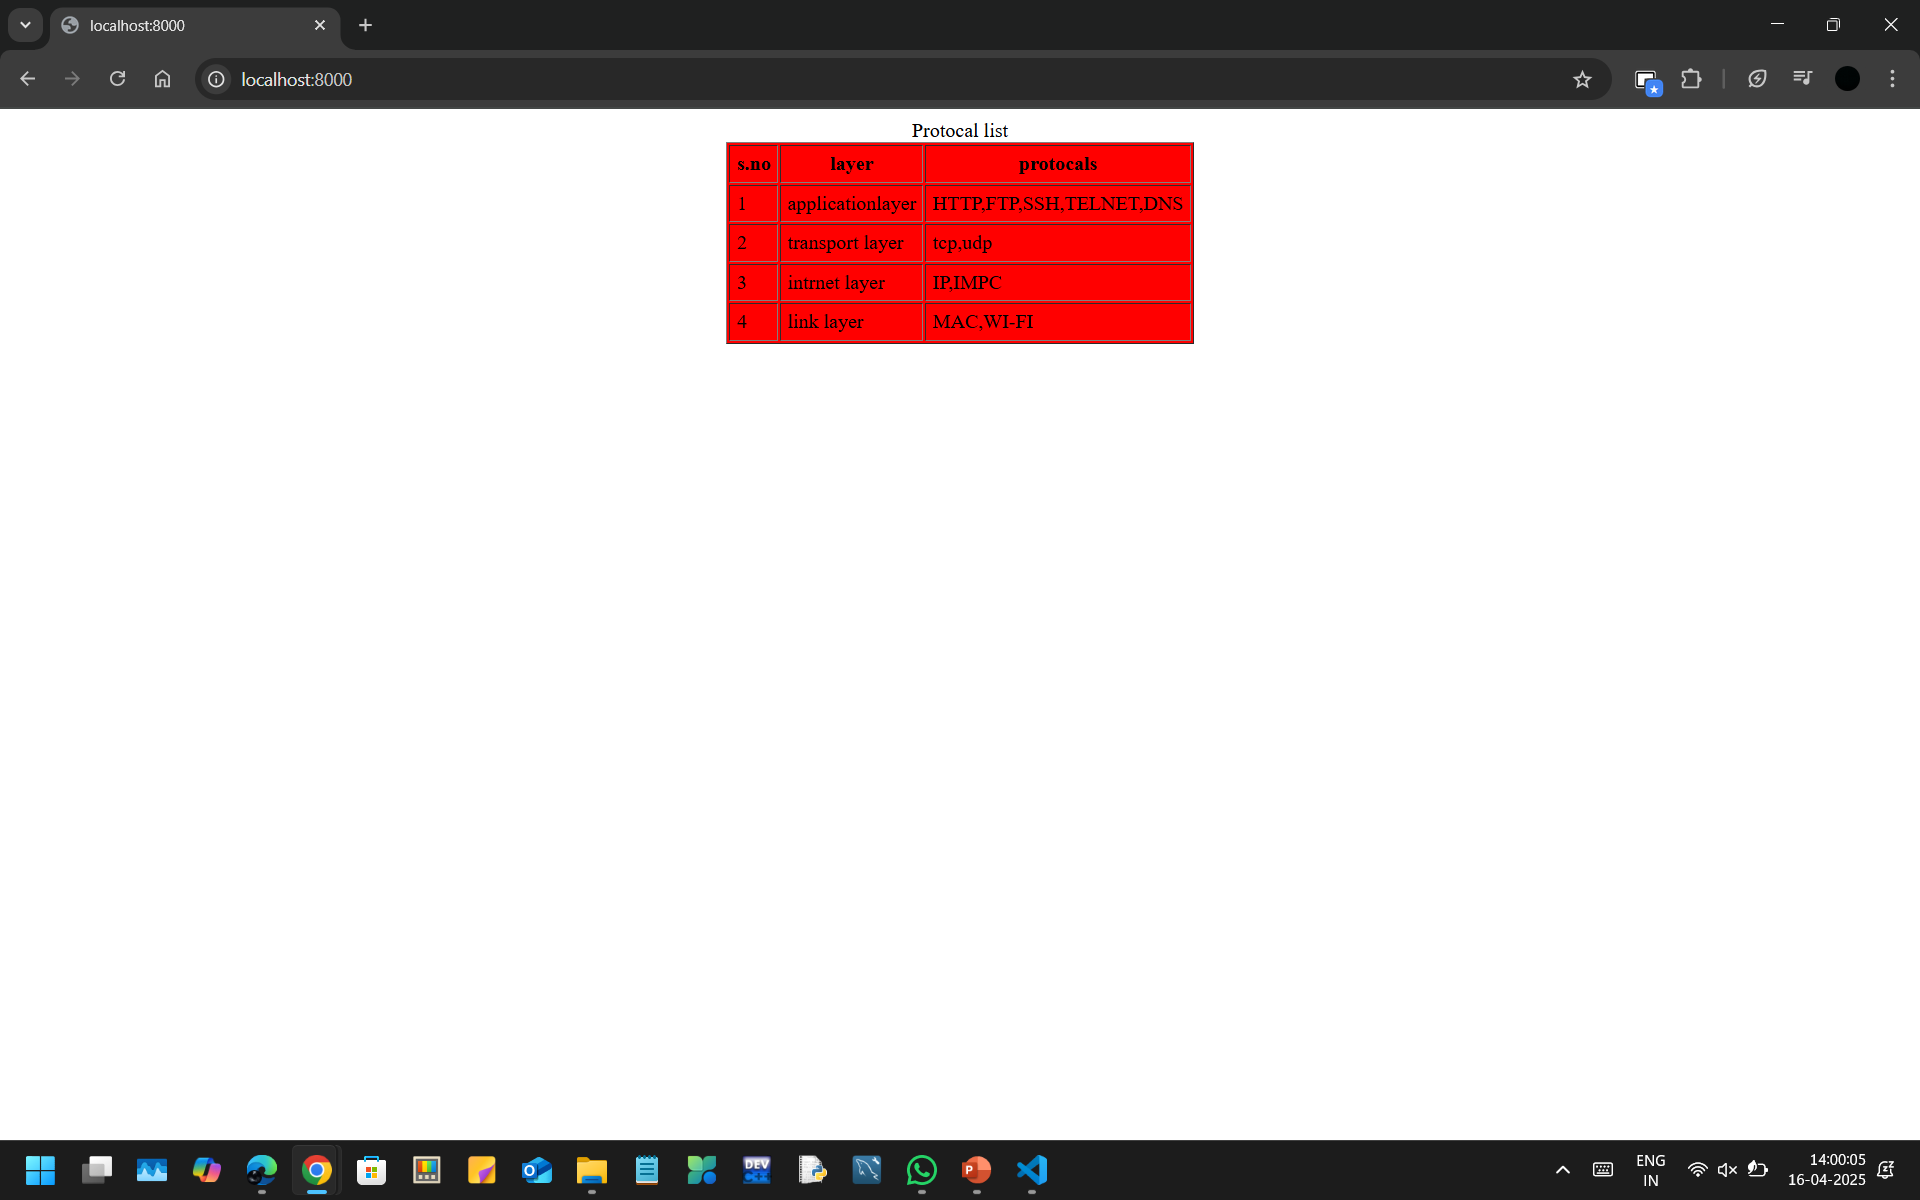 localhost:8000
localhost:8000
Protocal list
s.no layer protocals
1 applicationlayer HTTP,FTP,SSH,TELNET,DNS
2 transport layer tcp,udp
3 intrnet layer IP,IMPC
4 link layer MAC,WI-FI
DEV
ENG
IN
14:00:05
16-04-2025